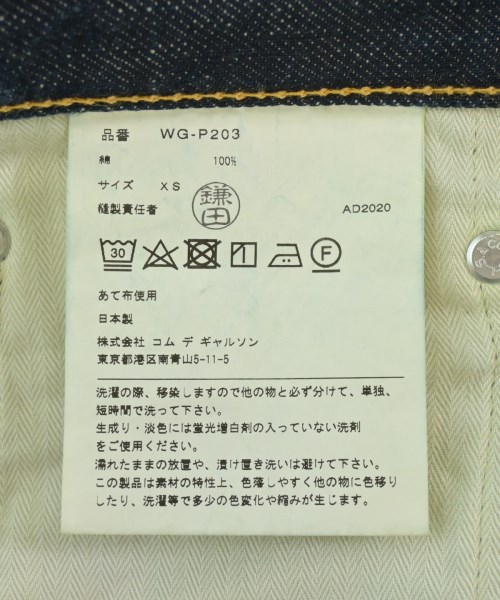 品番 WG-P203
綿 100%
サイズ XS
縫製責任者 鎌田 AD2020
30 F
あて布使用
日本製
株式会社 コム デ ギャルソン
東京都港区南青山5-11-5
洗濯の際、移染しますので他の物と必ず分けて、単独、
短時間で洗って下さい。
生成り・淡色には蛍光増白剤の入っていない洗剤
をご使用ください。
濡れたままの放置や、漬け置き洗いは避けて下さい。
この製品は素材の特性上、色落しやすく他の物に色移り
したり、洗濯等で多少の色変化や縮みが生じます。